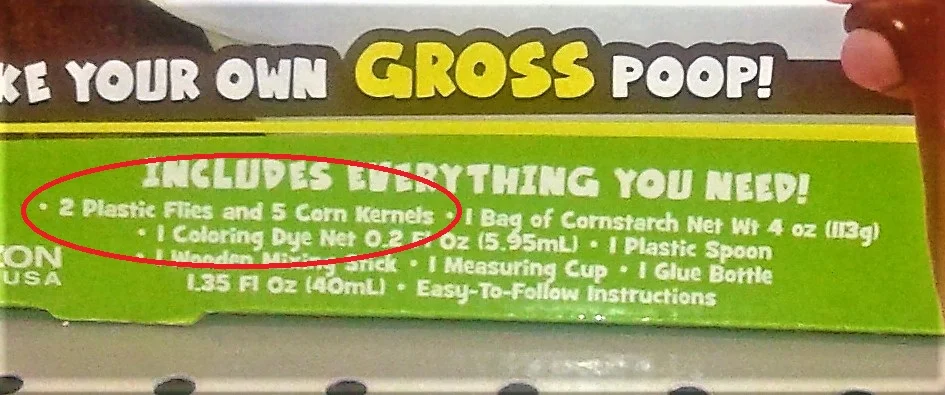 KE YOUR OWN GROSS POOP!
INCLUDES EVERYTHING YOU NEED!
• 2 Plastic Flies and 5 Corn Kernels • 1 Bag of Cornstarch Net Wt 4 oz (113g)
• 1 Coloring Dye Net 0.2 Fl Oz (5.95mL) • 1 Plastic Spoon
• 1 Wooden Mixing Stick • 1 Measuring Cup • 1 Glue Bottle
1.35 Fl Oz (40mL) • Easy-To-Follow Instructions
ON
USA